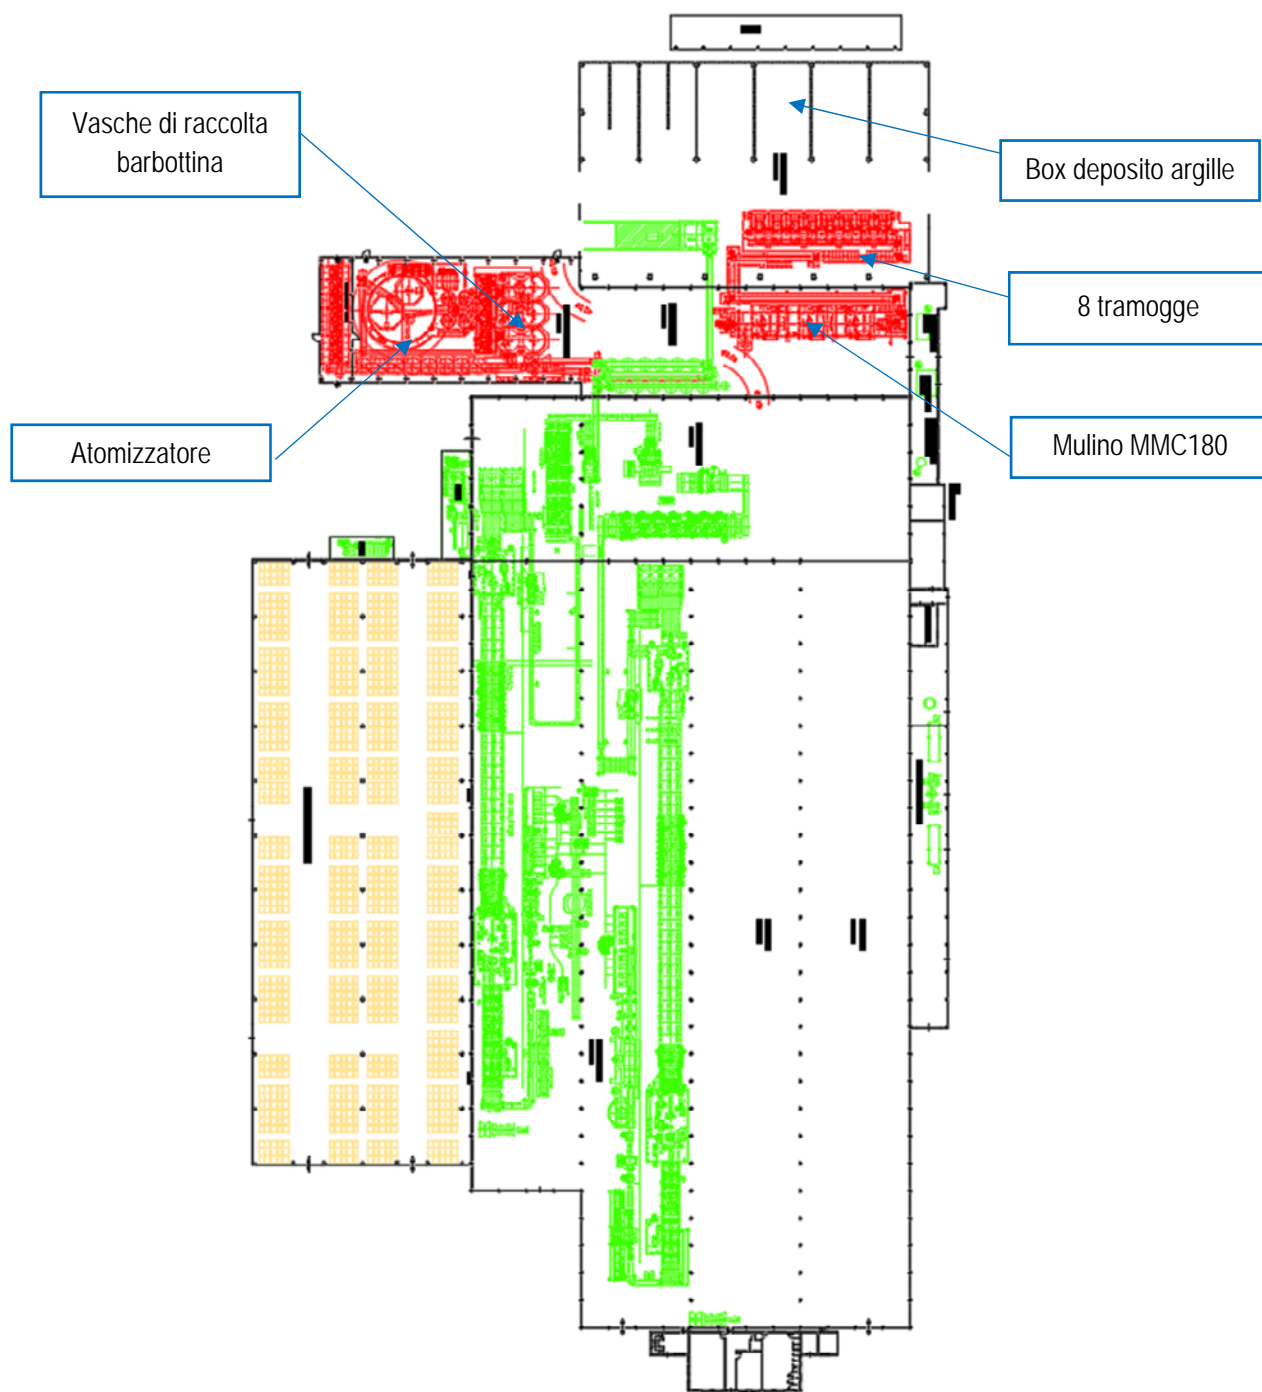 Vasche di raccolta
barbottina
Box deposito argille
8 tramogge
Mulino MMC180
Atomizzatore